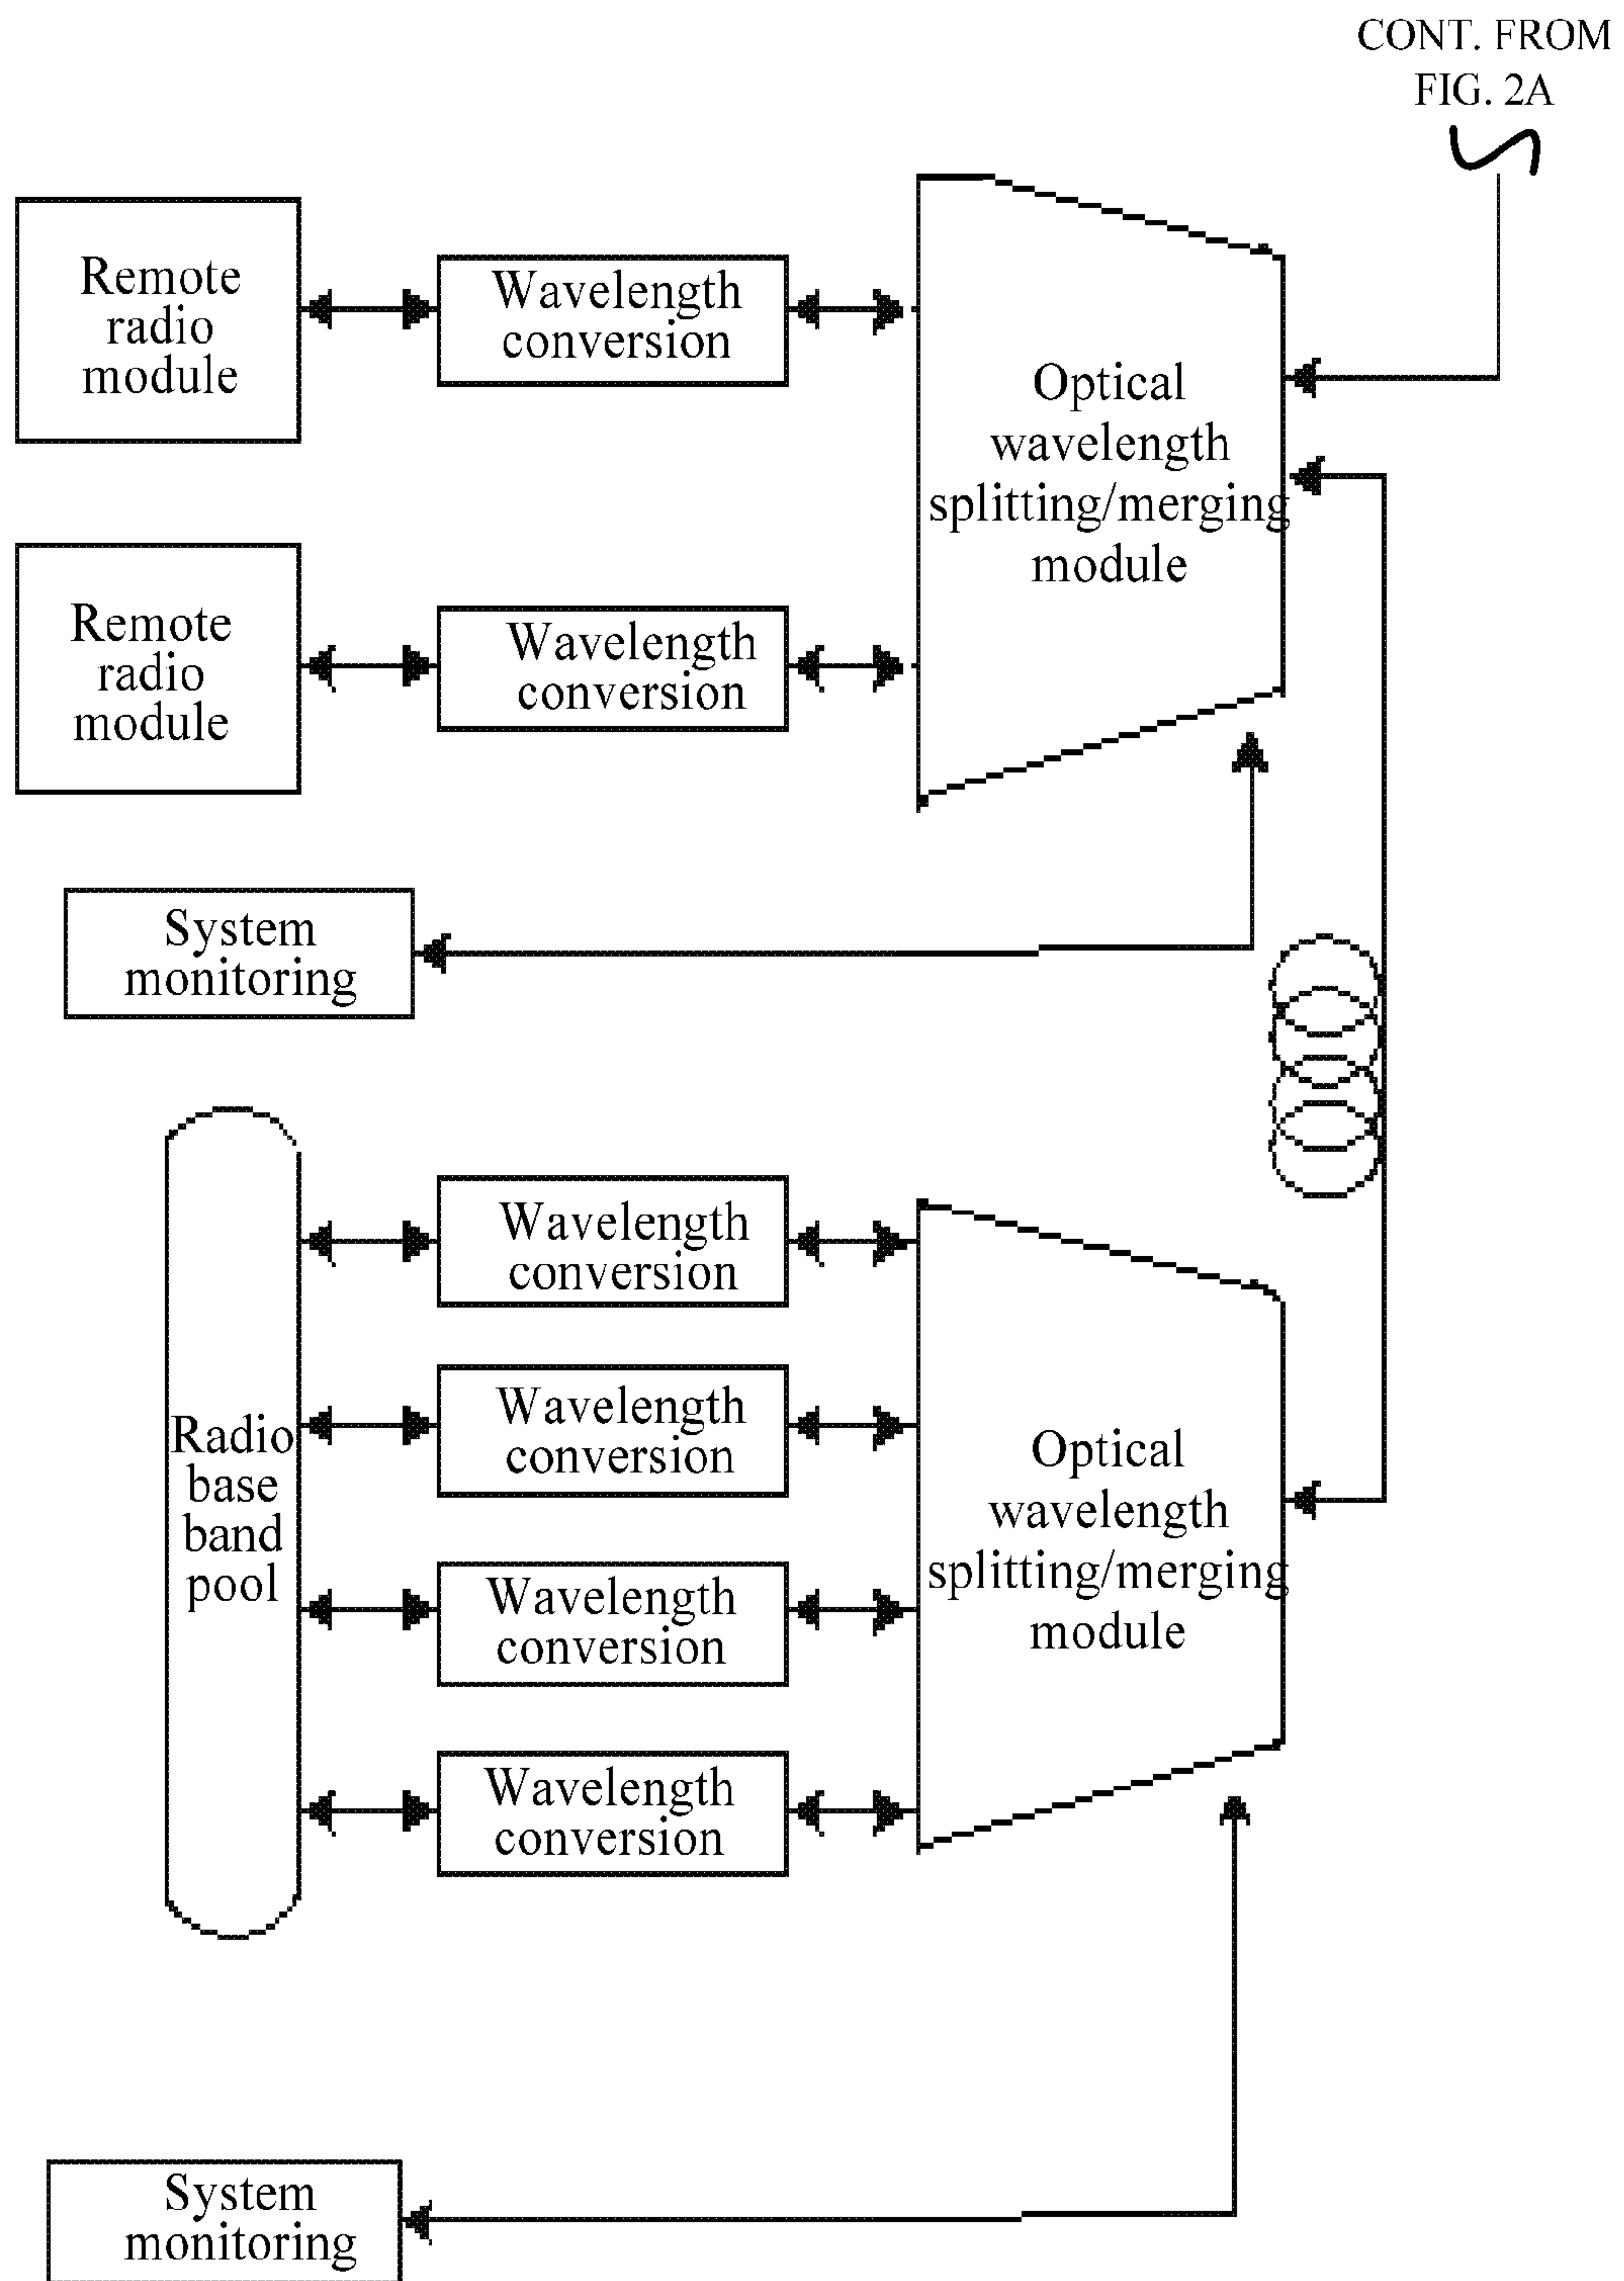 CONT. FROM
FIG. 2A
Remote
radio
module
Wavelength
conversion
Optical
wavelength
splitting/merging
module
Remote
radio
module
Wavelength
conversion
System
monitoring
Radio
base
band
pool
Wavelength
conversion
Wavelength
conversion
Wavelength
conversion
Wavelength
conversion
Optical
wavelength
splitting/merging
module
System
monitoring